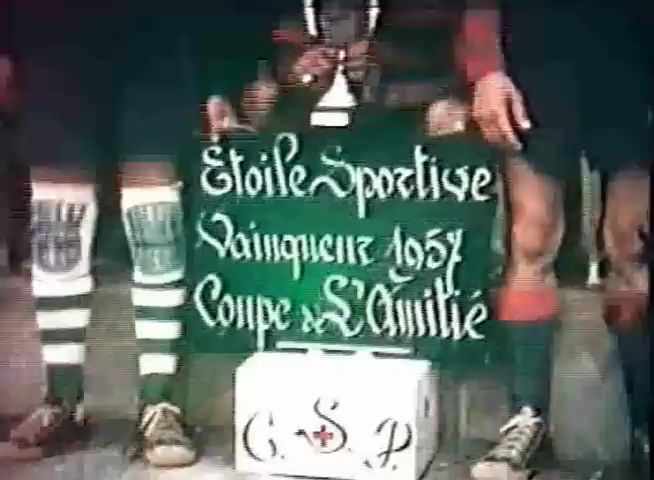 Étoile Sportive
Vainqueur 1957
Coupe de L'Amitié
C. S. P.